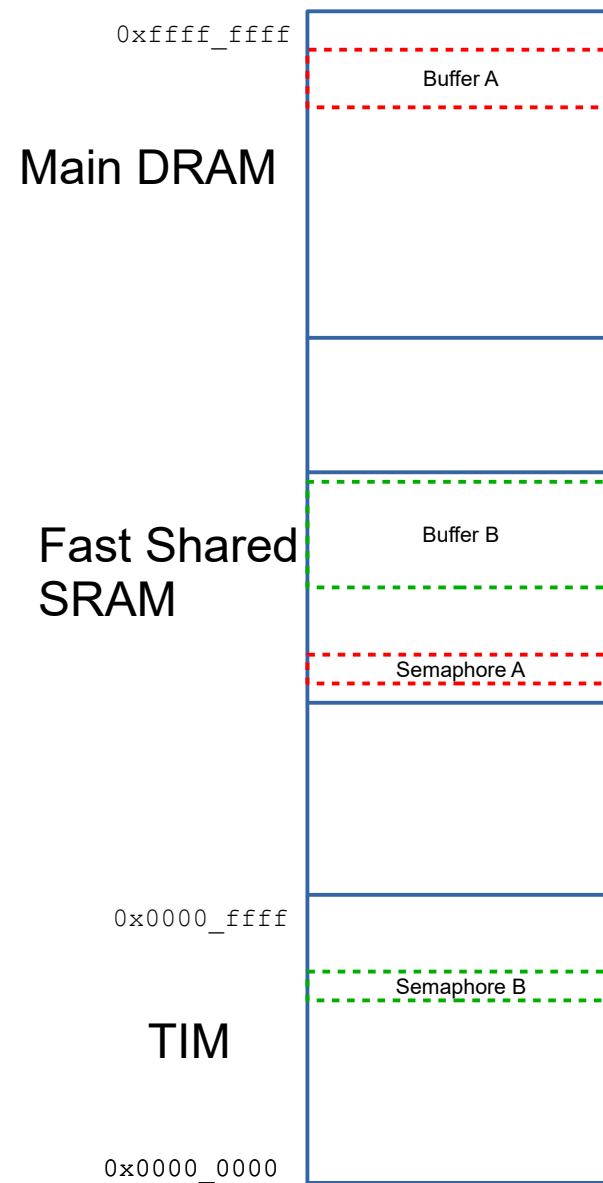 0xffff_ffff
Buffer A
Main DRAM
Buffer B
Fast Shared
SRAM
Semaphore A
0x0000_ffff
Semaphore B
TIM
0x0000_0000